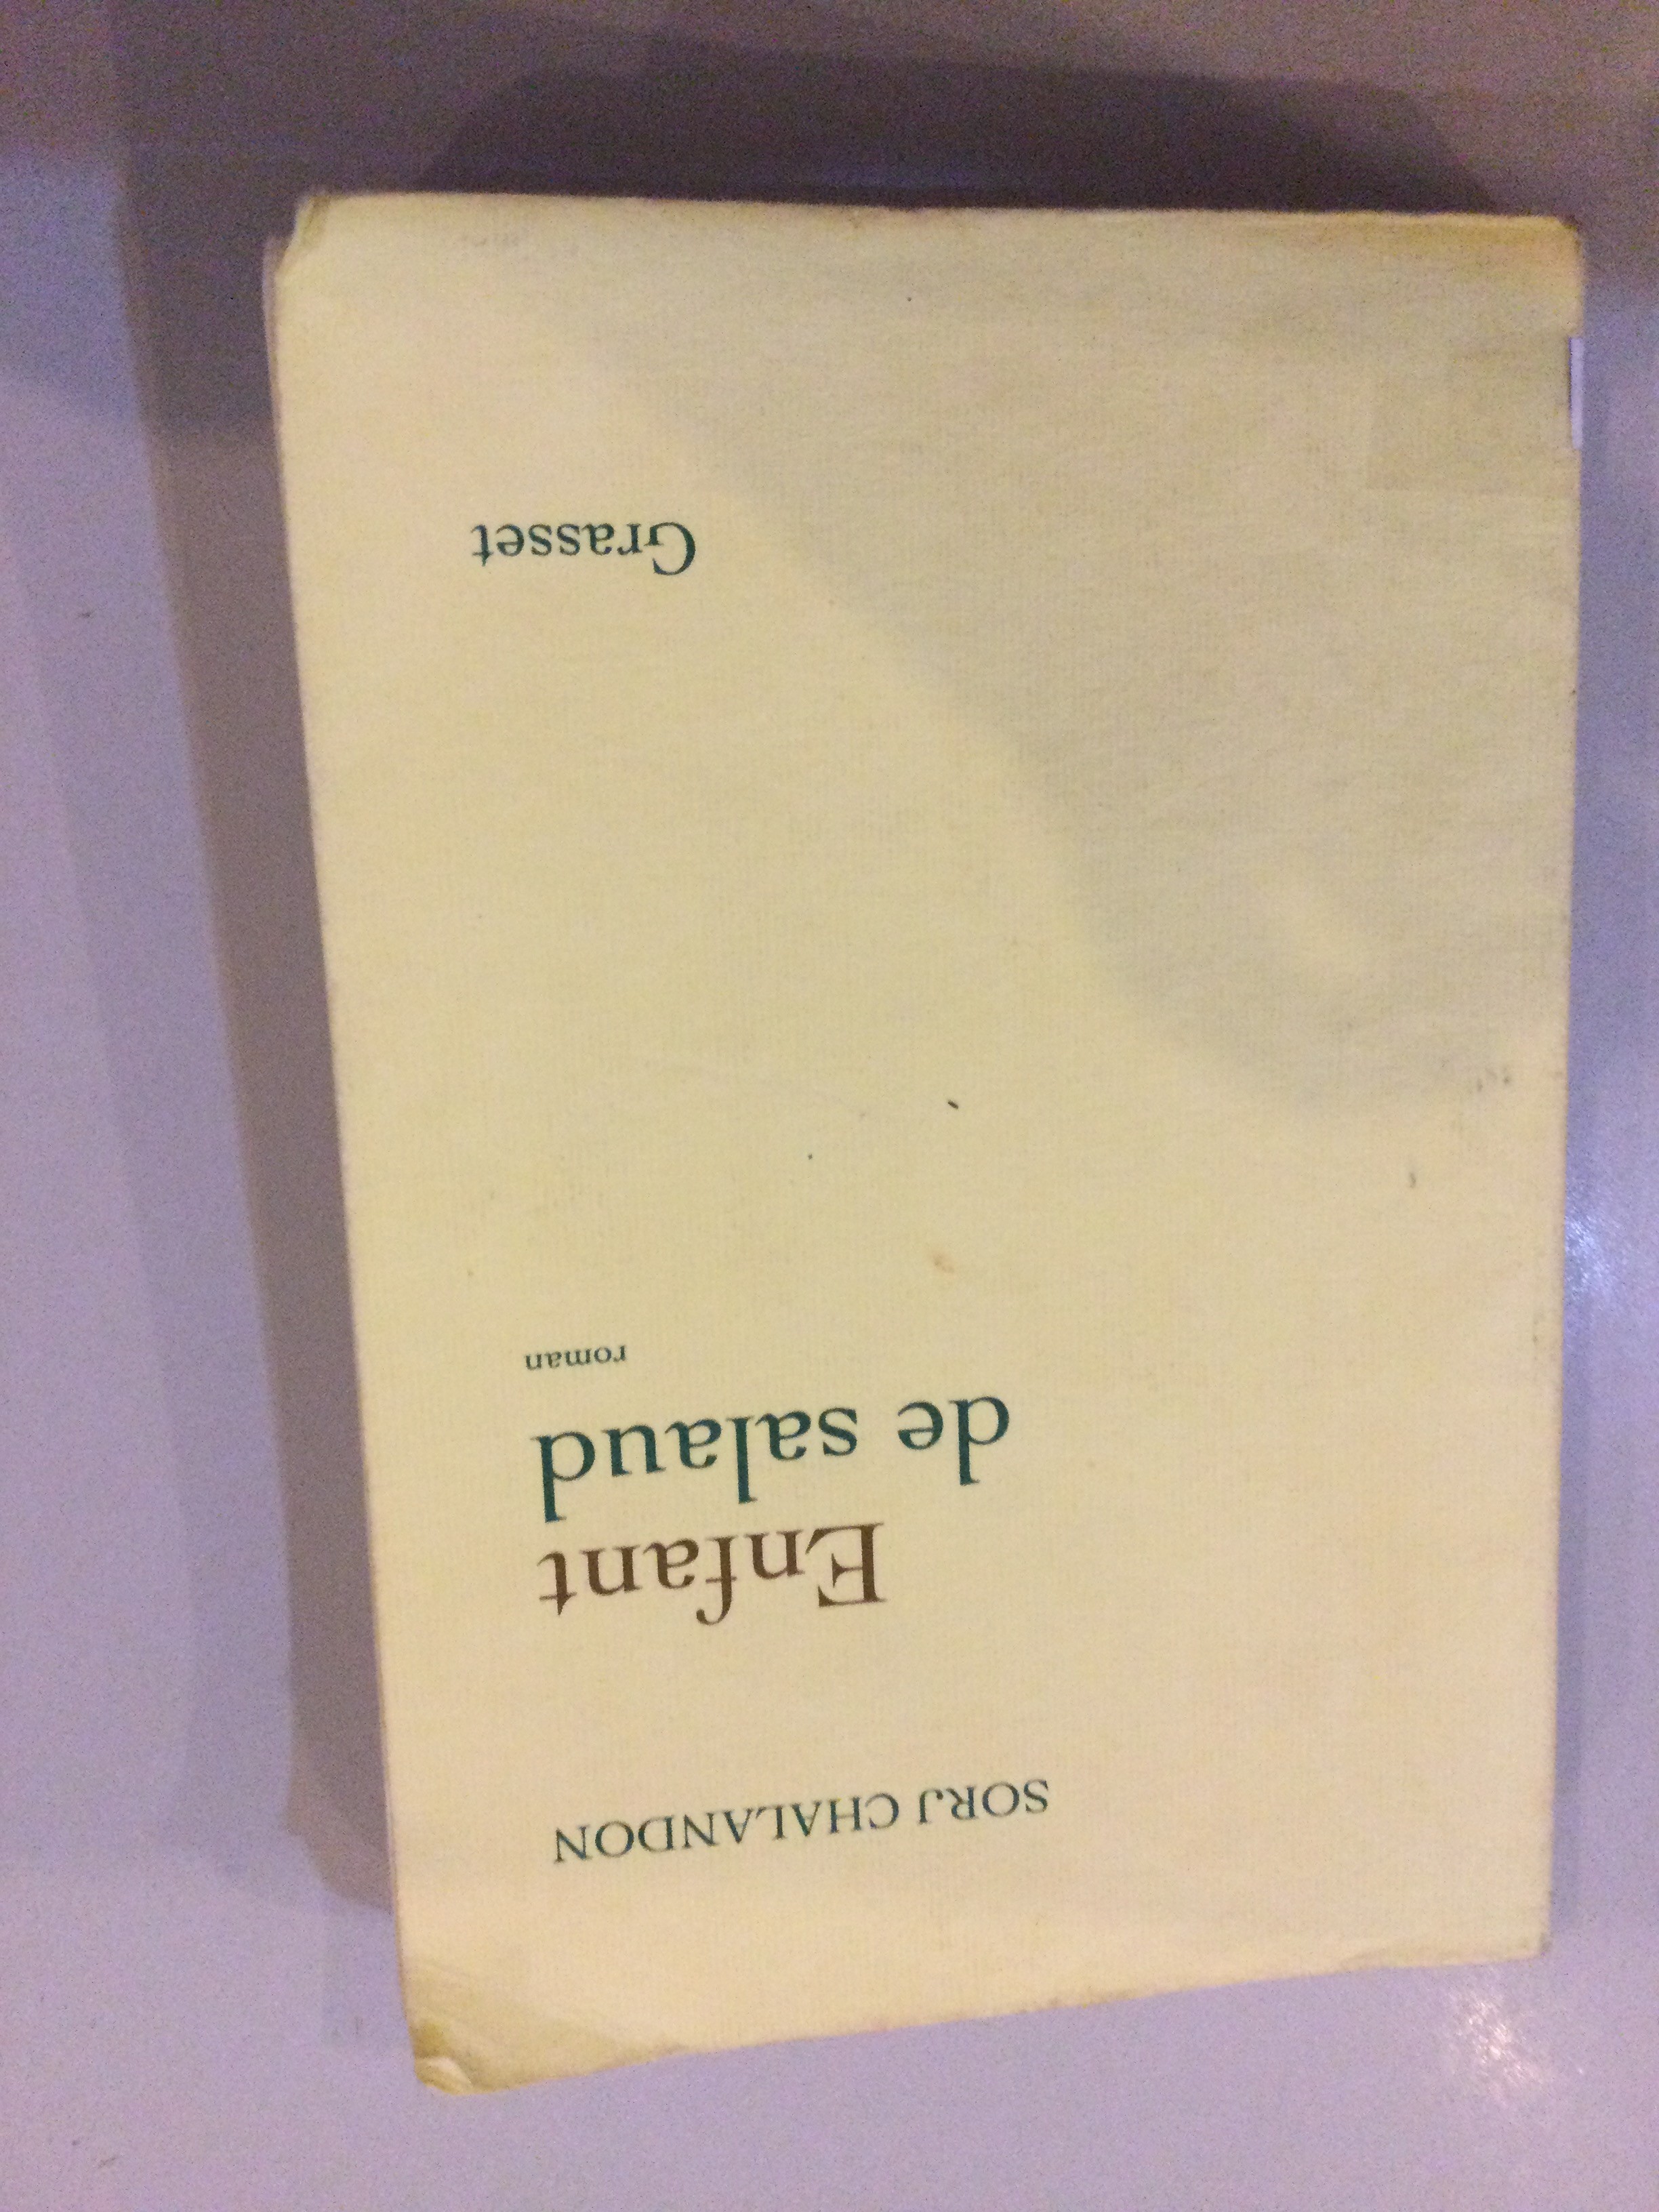 SORJ CHALANDON
Enfant
de salaud
roman
Grasset